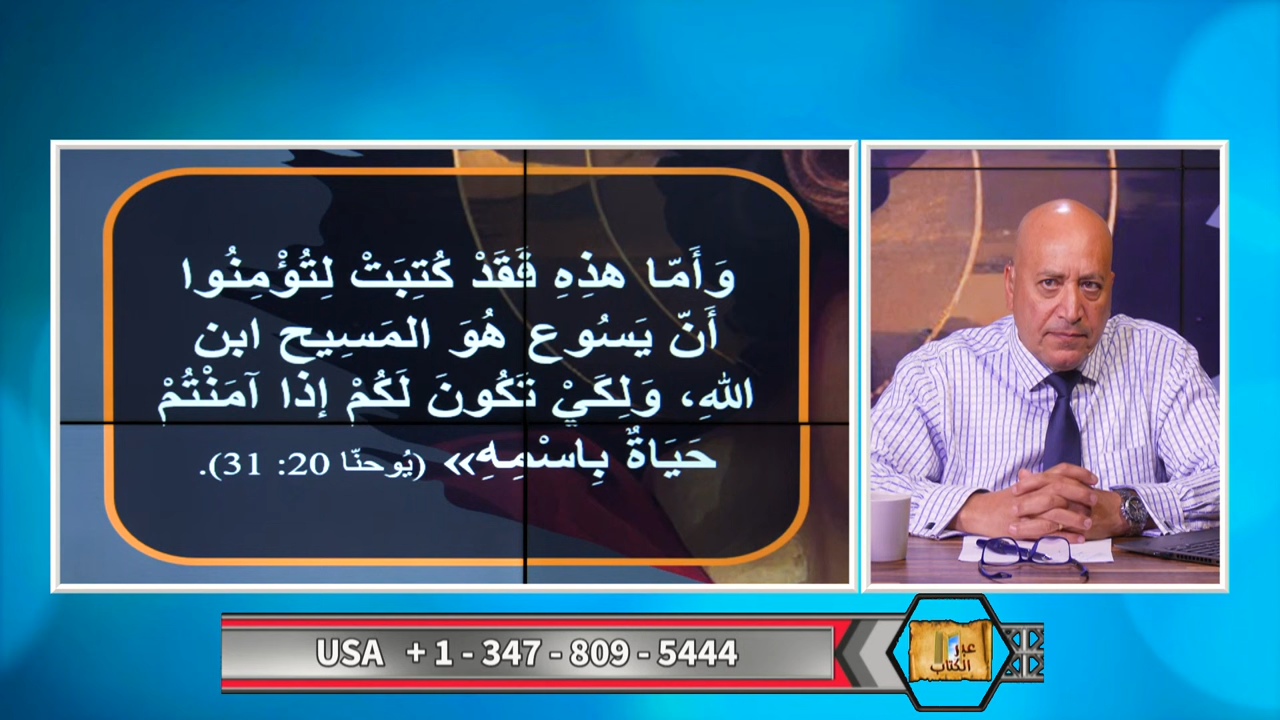 وَأَمّا هذِهِ فَقَدْ كُتِبَتْ لِتُؤْمِنُوا
أَنّ يَسُوع هُوَ المَسِيح ابن
اللهِ، وَلِكَيْ تَكُونَ لَكُمْ إذا آمَنْتُمْ
حَيَاةٌ بِاسْمِهِ» (يُوحنّا 20: 31).
USA + 1 - 347 - 809 - 5444
عبر
الكتاب